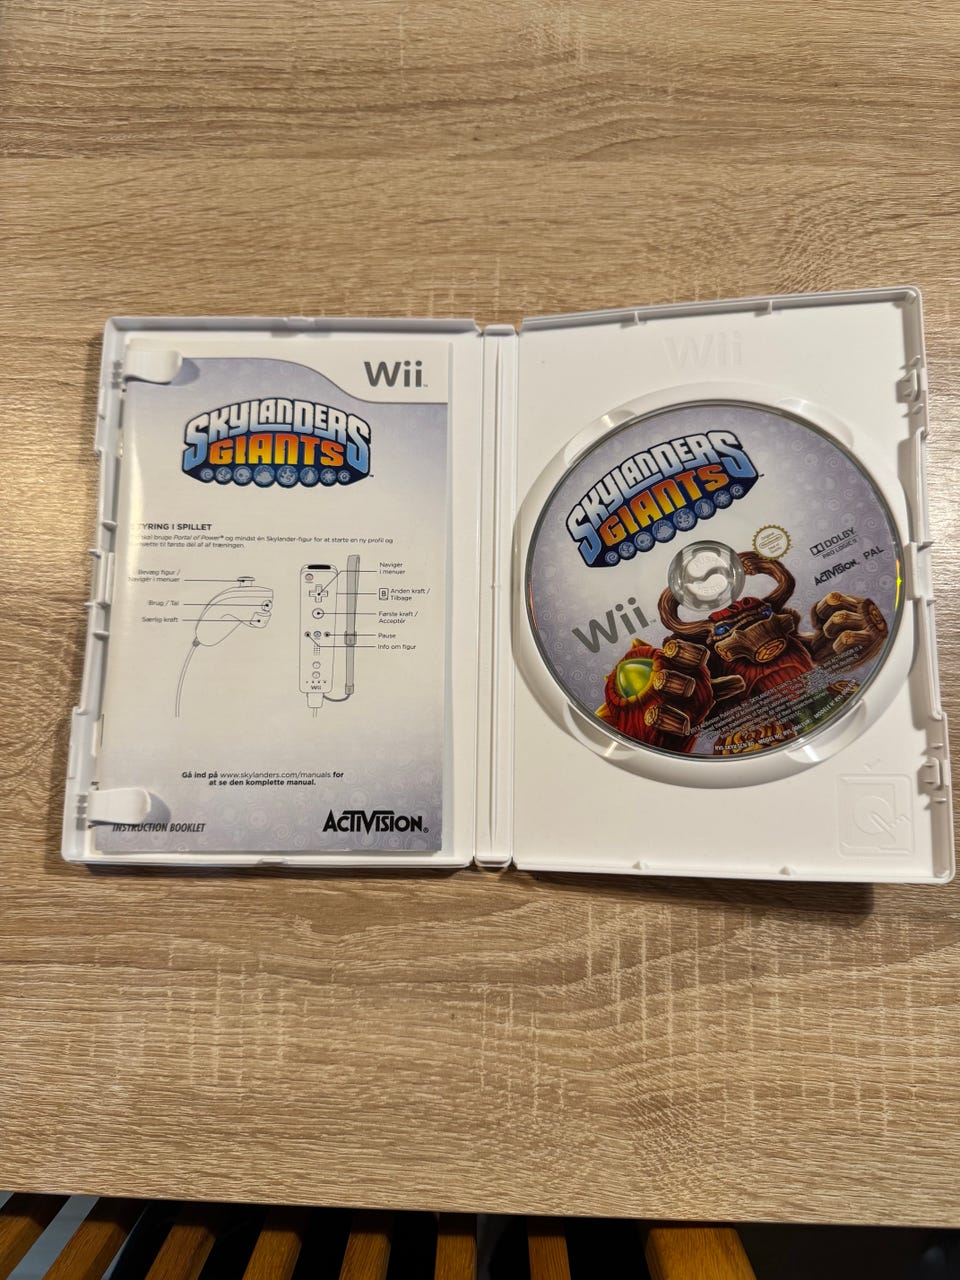 Wii
SKYLANDERS
GIANTS
STYRING I SPILLET
skal bruge Portal of Power® og mindst én Skylander-figur for at starte en ny profil og
til første del af af træningen.
Bevæg figur /
Navigér i menuer
Brug / Tal
Særlig kraft
Navigér
i menuer
B Anden kraft /
Tilbage
Første kraft /
Acceptér
Pause
Info om figur
Wii
Gå ind på www.skylanders.com/manuals for
at se den komplette manual.
INSTRUCTION BOOKLET
ACTIVISION®
Wii
SKYLANDERS
GIANTS
DOLBY
PRO LOGIC II
ACTIVISION
PAL
Wii